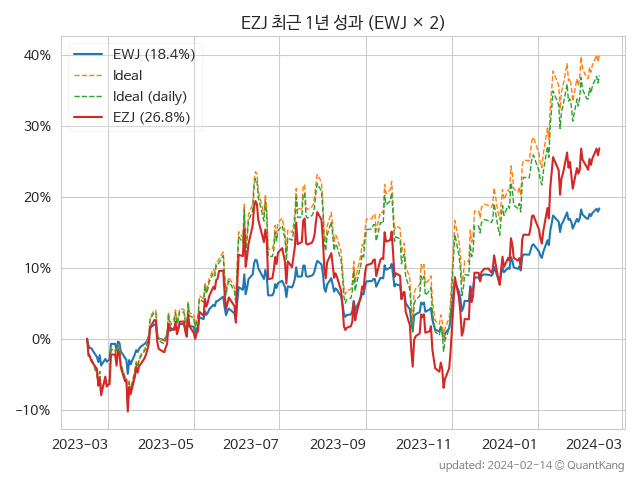 EZJ 최근 1년 성과 (EWJ × 2)
EWJ (18.4%)
Ideal
Ideal (daily)
EZJ (26.8%)
40%
30%
20%
10%
0%
−10%
2023-03 2023-05 2023-07 2023-09 2023-11 2024-01 2024-03
updated: 2024-02-14 © QuantKang